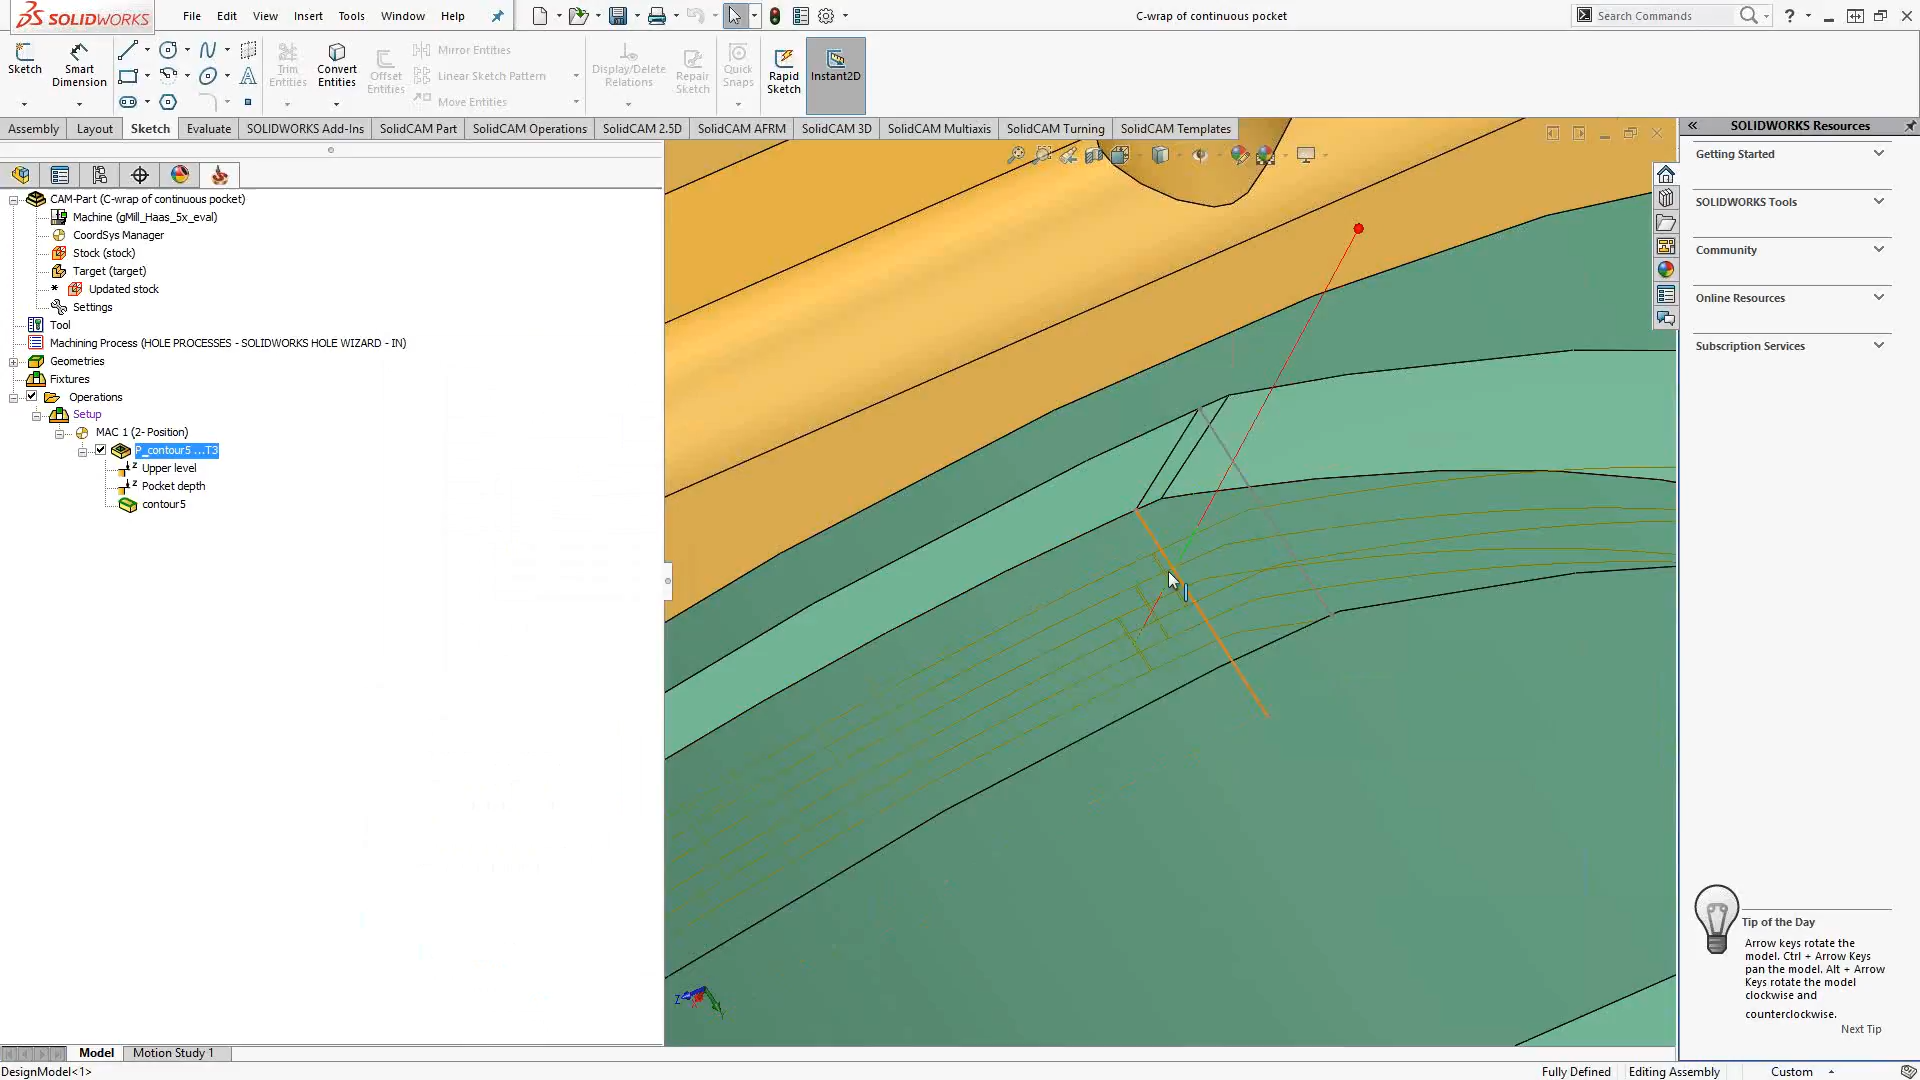 SOLIDWORKS
File Edit View Insert Tools Window Help
C-wrap of continuous pocket
Search Commands
Sketch
Smart Dimension
Trim Entities
Convert Entities
Offset Entities
Mirror Entities
Linear Sketch Pattern
Move Entities
Display/Delete Relations
Repair Sketch
Quick Snaps
Rapid Sketch
Instant2D
Assembly Layout Sketch Evaluate SOLIDWORKS Add-Ins SolidCAM Part SolidCAM Operations SolidCAM 2.5D SolidCAM AFRM SolidCAM 3D SolidCAM Multiaxis SolidCAM Turning SolidCAM Templates
CAM-Part (C-wrap of continuous pocket)
Machine (gMill_Haas_5x_eval)
CoordSys Manager
Stock (stock)
Target (target)
* Updated stock
Settings
Tool
Machining Process (HOLE PROCESSES - SOLIDWORKS HOLE WIZARD - IN)
Geometries
Fixtures
Operations
Setup
MAC 1 (2- Position)
P_contour5 ...T3
Upper level
Pocket depth
contour5
Z
SOLIDWORKS Resources
Getting Started
SOLIDWORKS Tools
Community
Online Resources
Subscription Services
Tip of the Day
Arrow keys rotate the
model. Ctrl + Arrow Keys
pan the model. Alt + Arrow
Keys rotate the model
clockwise and
counterclockwise.
Next Tip
Model Motion Study 1
DesignModel<1>
Fully Defined Editing Assembly Custom